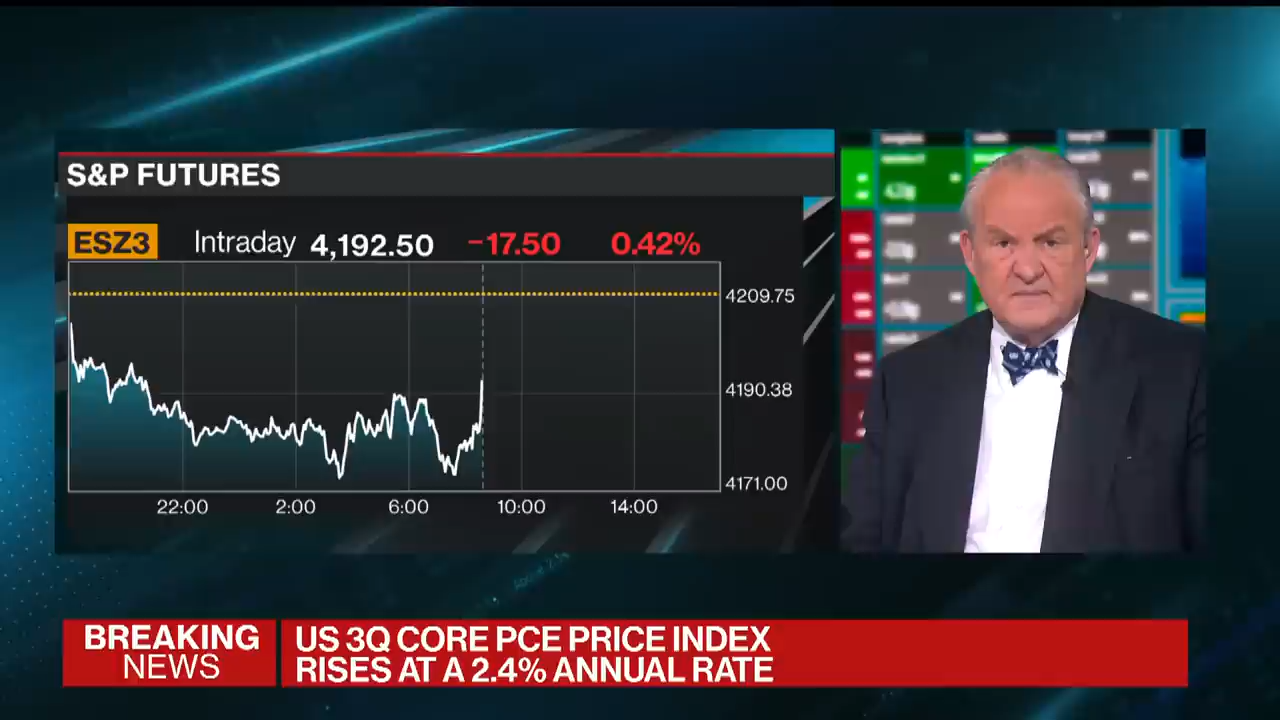 S&P FUTURES
ESZ3 Intraday 4,192.50 -17.50 0.42%
4209.75
4190.38
4171.00
22:00 2:00 6:00 10:00 14:00
BREAKING NEWS
US 3Q CORE PCE PRICE INDEX
RISES AT A 2.4% ANNUAL RATE